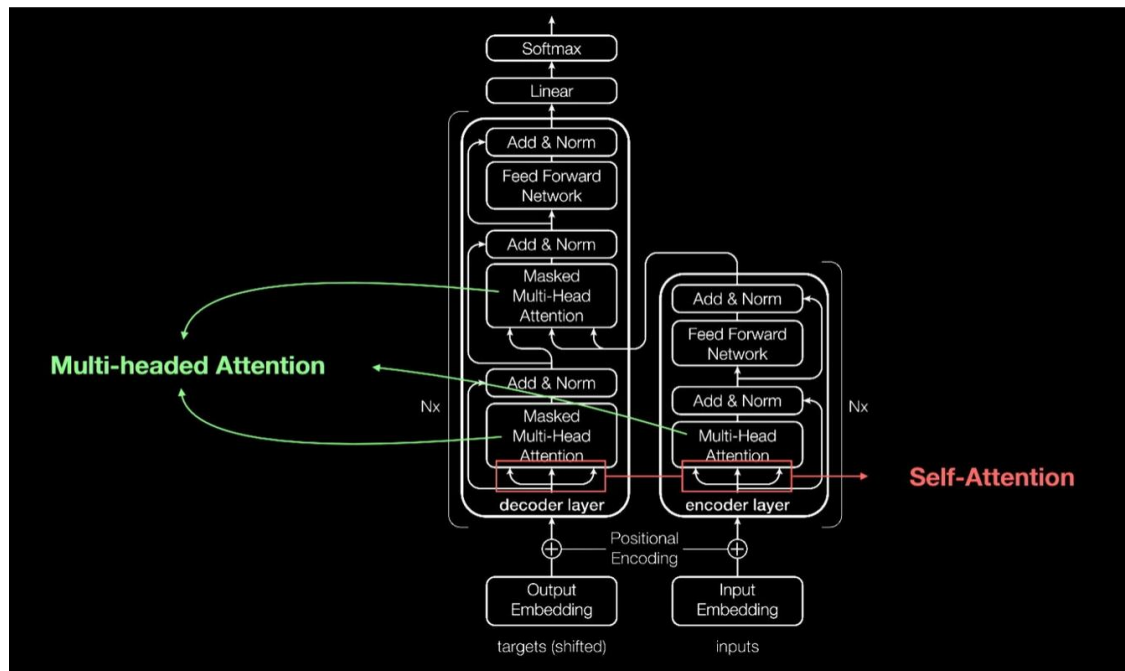 Softmax
Linear
Add & Norm
Feed Forward
Network
Add & Norm
Masked
Multi-Head
Attention
Add & Norm
Masked
Multi-Head
Attention
decoder layer
Nx
Multi-headed Attention
Add & Norm
Feed Forward
Network
Add & Norm
Multi-Head
Attention
encoder layer
Nx
Self-Attention
Positional
Encoding
Output
Embedding
targets (shifted)
Input
Embedding
inputs